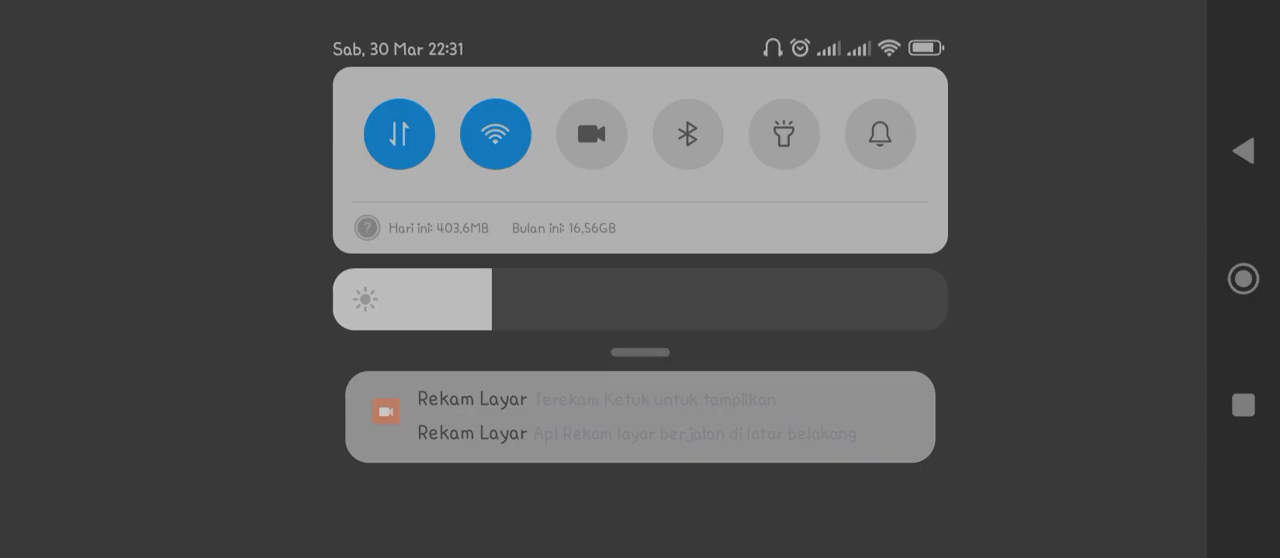 Sab, 30 Mar 22:31
Hari ini: 403,6MB Bulan ini: 16,56GB
Rekam Layar Terekam Ketuk untuk tampilkan
Rekam Layar Api Rekam layar berjalan di latar belakang